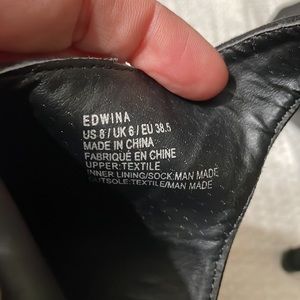 EDWINA
US 8 / UK 6 / EU 38.5
MADE IN CHINA
FABRIQUÉ EN CHINE
UPPER:TEXTILE
INNER LINING/SOCK:MAN MADE
OUTSOLE:TEXTILE/MAN MADE